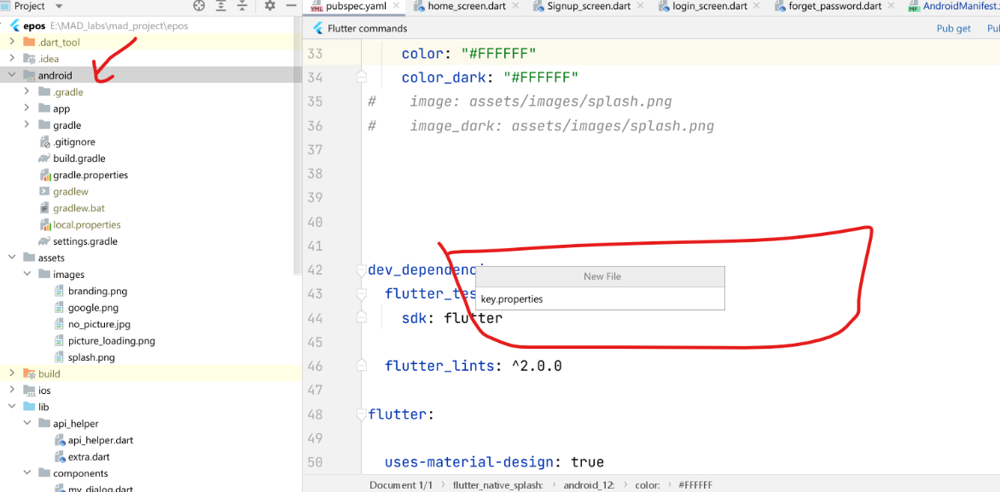 Project
pubspec.yaml
home_screen.dart
Signup_screen.dart
login_screen.dart
forget_password.dart
AndroidManifest.
epos E:\MAD_labs\mad_project\epos
.dart_tool
.idea
android
.gradle
app
gradle
.gitignore
build.gradle
gradle.properties
gradlew
gradlew.bat
local.properties
settings.gradle
assets
images
branding.png
google.png
no_picture.jpg
picture_loading.png
splash.png
build
ios
lib
api_helper
api_helper.dart
extra.dart
components
my_dialog.dart
Flutter commands
Pub get
Pu
33 color: "#FFFFFF"
34 color_dark: "#FFFFFF"
35 # image: assets/images/splash.png
36 # image_dark: assets/images/splash.png
37
38
39
40
41
42 dev_dependenci
New File
43 flutter_tes
key.properties
44 sdk: flutter
45
46 flutter_lints: ^2.0.0
47
48 flutter:
49
50 uses-material-design: true
Document 1/1 > flutter_native_splash: > android_12: > color: > #FFFFFF